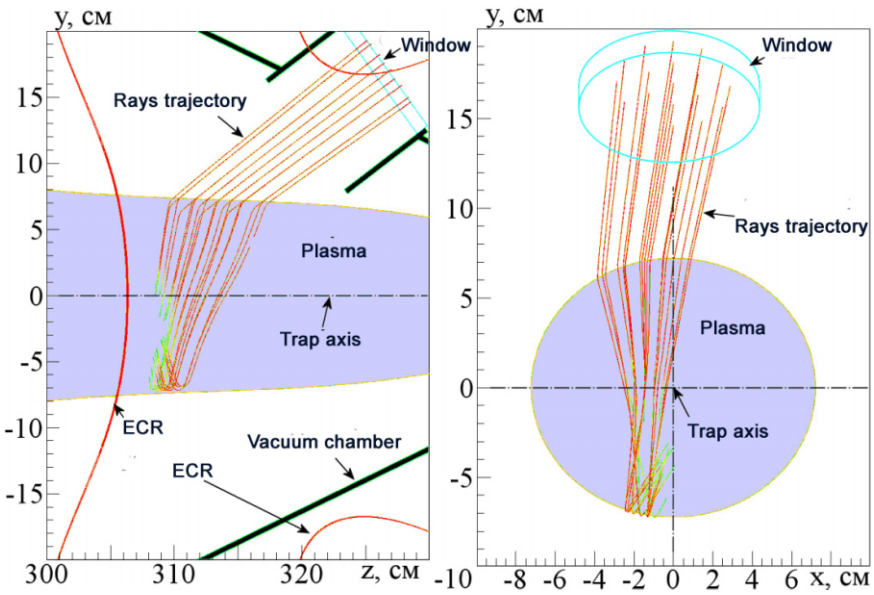 y, см
Window
Rays trajectory
15
10
5
0
-5
-10
-15
Plasma
Trap axis
ECR
Vacuum chamber
ECR
300
310
320
z, см
y, см
Window
15
10
5
0
-5
-10
Rays trajectory
Plasma
Trap axis
-8
-6
-4
-2
0
2
4
6
x, см